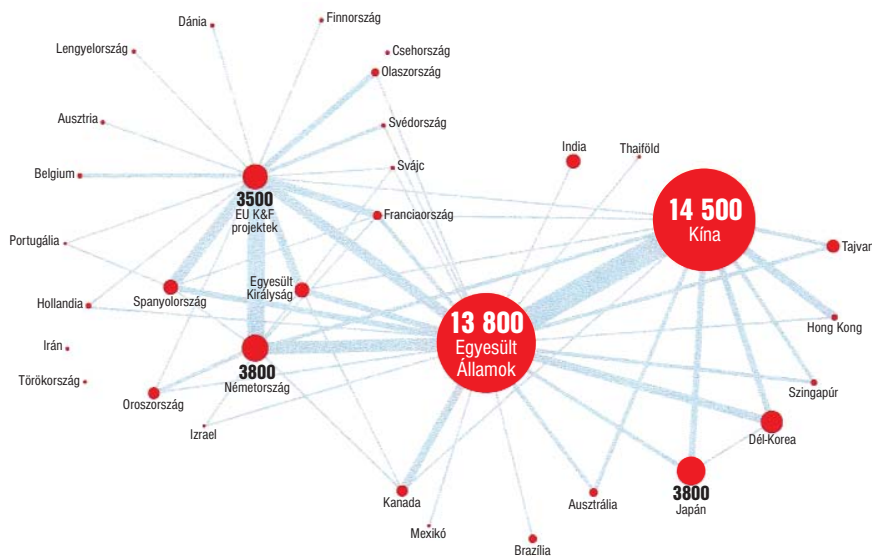 Finnország
Dánia
Lengyelország
Csehország
Olaszország
Ausztria
Svédország
India
Thaiföld
Belgium
Svájc
3500
EU K&F
projektek
Franciaország
14 500
Kína
Portugália
Tajvan
Spanyolország
Egyesült
Királyság
Hollandia
13 800
Egyesült
Államok
Hong Kong
Irán
3800
Németország
Törökország
Oroszország
Szingapúr
Izrael
Dél-Korea
Kanada
Ausztrália
3800
Japán
Mexikó
Brazília